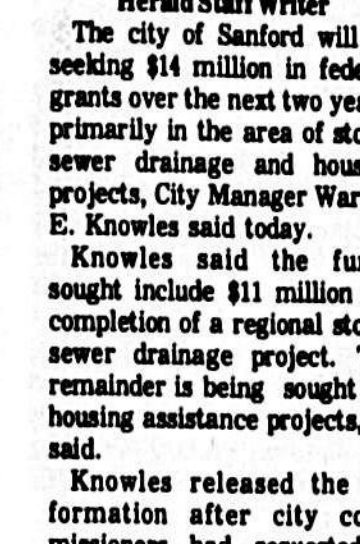 Herald Staff Writer
The city of Sanford will
seeking $14 million in fede
grants over the next two yea
primarily in the area of sto
sewer drainage and hous
projects, City Manager War
E. Knowles said today.
Knowles said the fu
sought include $11 million
completion of a regional sto
sewer drainage project.
remainder is being sought
housing assistance projects,
said.
Knowles released the
formation after city co
missioners had requested